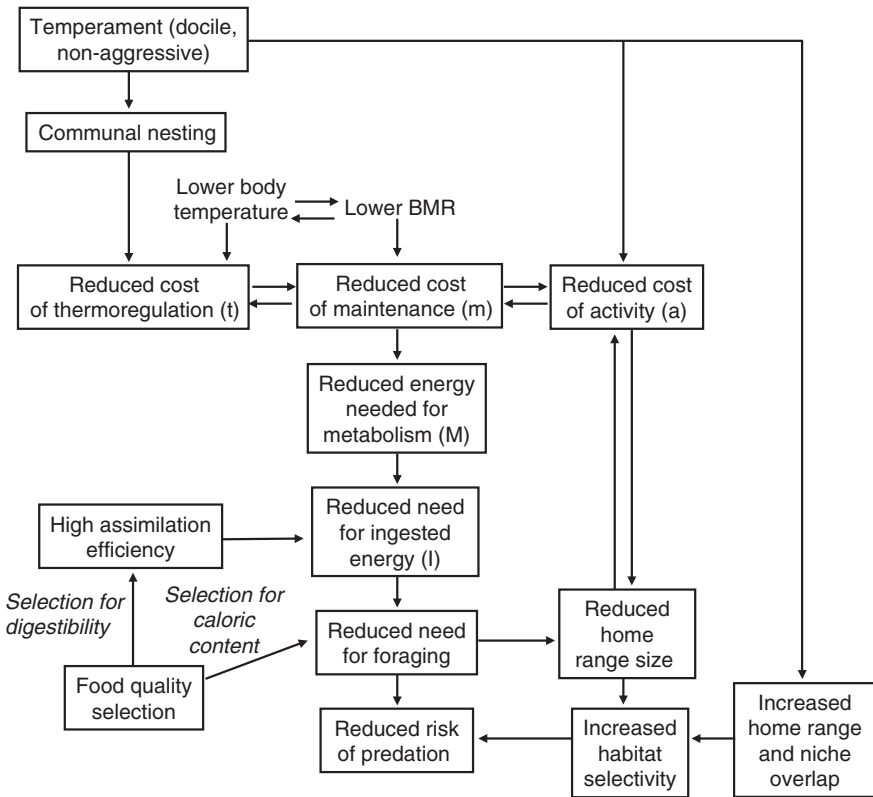 Temperament (docile,
non-aggressive)
Communal nesting
Lower body
temperature
Lower BMR
Reduced cost
of thermoregulation (t)
Reduced cost
of maintenance (m)
Reduced cost
of activity (a)
Reduced energy
needed for
metabolism (M)
High assimilation
efficiency
Reduced need
for ingested
energy (I)
Selection for
digestibility
Selection for
caloric
content
Reduced need
for foraging
Reduced
home
range size
Food quality
selection
Reduced risk
of predation
Increased
habitat
selectivity
Increased
home range
and niche
overlap